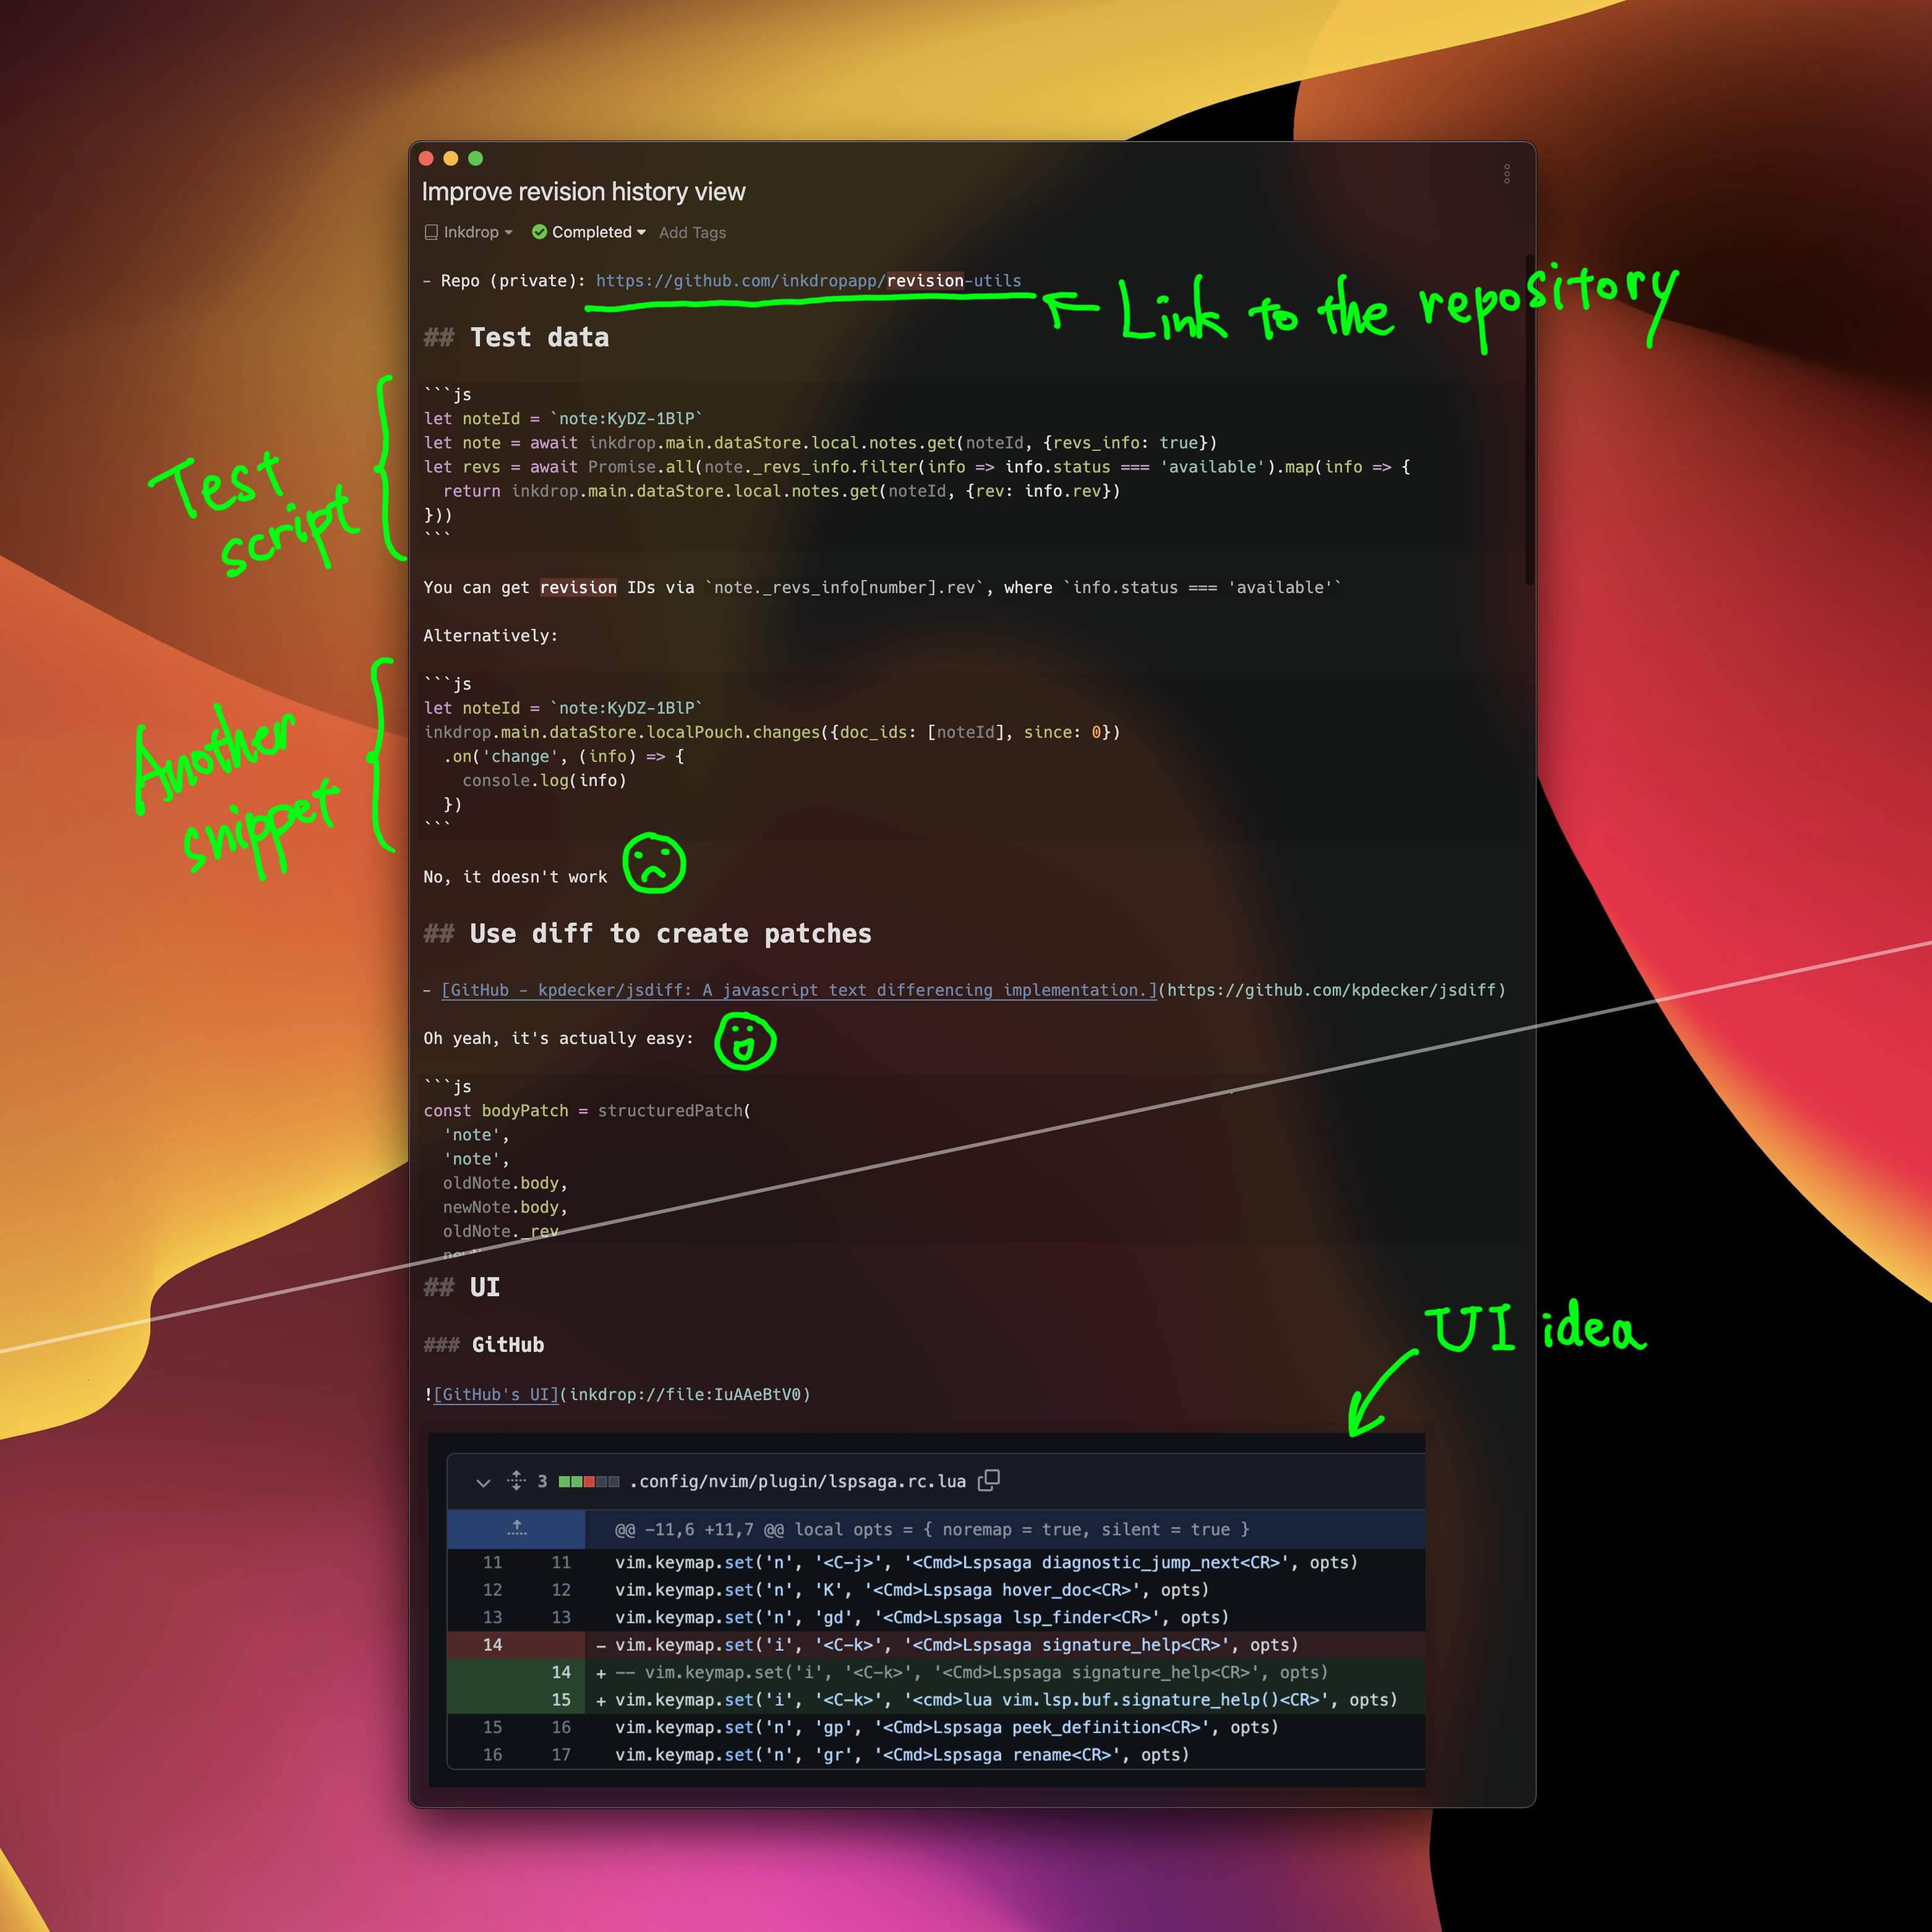 Improve revision history view
Inkdrop Completed Add Tags
- Repo (private): https://github.com/inkdropapp/revision-utils
Link to the repository
## Test data
```js
let noteId = `note:KyDZ-1BlP`
let note = await inkdrop.main.dataStore.local.notes.get(noteId, {revs_info: true})
let revs = await Promise.all(note._revs_info.filter(info => info.status === 'available').map(info => {
  return inkdrop.main.dataStore.local.notes.get(noteId, {rev: info.rev})
}))
```
Test
script
You can get revision IDs via `note._revs_info[number].rev`, where `info.status === 'available'`
Alternatively:
```js
let noteId = `note:KyDZ-1BlP`
inkdrop.main.dataStore.localPouch.changes({doc_ids: [noteId], since: 0})
  .on('change', (info) => {
    console.log(info)
  })
```
Another
snippet
No, it doesn't work
## Use diff to create patches
- [GitHub - kpdecker/jsdiff: A javascript text differencing implementation.](https://github.com/kpdecker/jsdiff)
Oh yeah, it's actually easy:
```js
const bodyPatch = structuredPatch(
  'note',
  'note',
  oldNote.body,
  newNote.body,
  oldNote._rev
## UI
UI idea
### GitHub
![GitHub's UI](inkdrop://file:IuAAeBtV0)
3 .config/nvim/plugin/lspsaga.rc.lua
@@ -11,6 +11,7 @@ local opts = { noremap = true, silent = true }
11 11 vim.keymap.set('n', '<C-j>', '<Cmd>Lspsaga diagnostic_jump_next<CR>', opts)
12 12 vim.keymap.set('n', 'K', '<Cmd>Lspsaga hover_doc<CR>', opts)
13 13 vim.keymap.set('n', 'gd', '<Cmd>Lspsaga lsp_finder<CR>', opts)
14 - vim.keymap.set('i', '<C-k>', '<Cmd>Lspsaga signature_help<CR>', opts)
14 + -- vim.keymap.set('i', '<C-k>', '<Cmd>Lspsaga signature_help<CR>', opts)
15 + vim.keymap.set('i', '<C-k>', '<cmd>lua vim.lsp.buf.signature_help()<CR>', opts)
15 16 vim.keymap.set('n', 'gp', '<Cmd>Lspsaga peek_definition<CR>', opts)
16 17 vim.keymap.set('n', 'gr', '<Cmd>Lspsaga rename<CR>', opts)